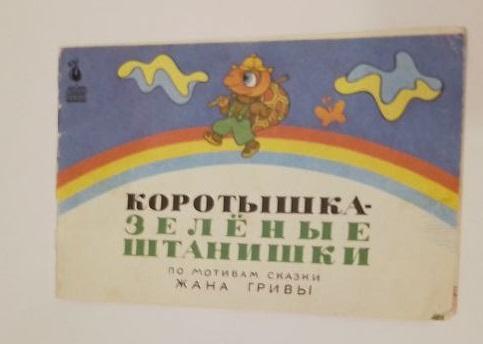 КОРОТЫШКА-
ЗЕЛЁНЫЕ
ШТАНИШКИ
ПО МОТИВАМ СКАЗКИ
ЖАНА ГРИВЫ